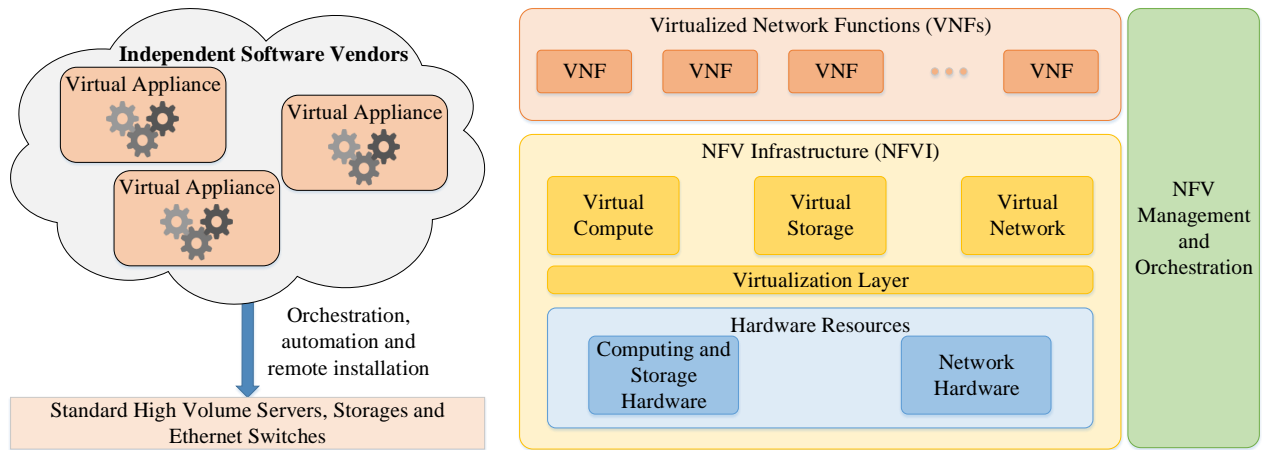 Independent Software Vendors
Virtual Appliance
Virtual Appliance
Virtual Appliance
Orchestration,
automation and
remote installation
Standard High Volume Servers, Storages and
Ethernet Switches
Virtualized Network Functions (VNFs)
VNF
VNF
VNF
VNF
NFV Infrastructure (NFVI)
Virtual
Compute
Virtual
Storage
Virtual
Network
Virtualization Layer
Hardware Resources
Computing and
Storage
Hardware
Network
Hardware
NFV
Management
and
Orchestration